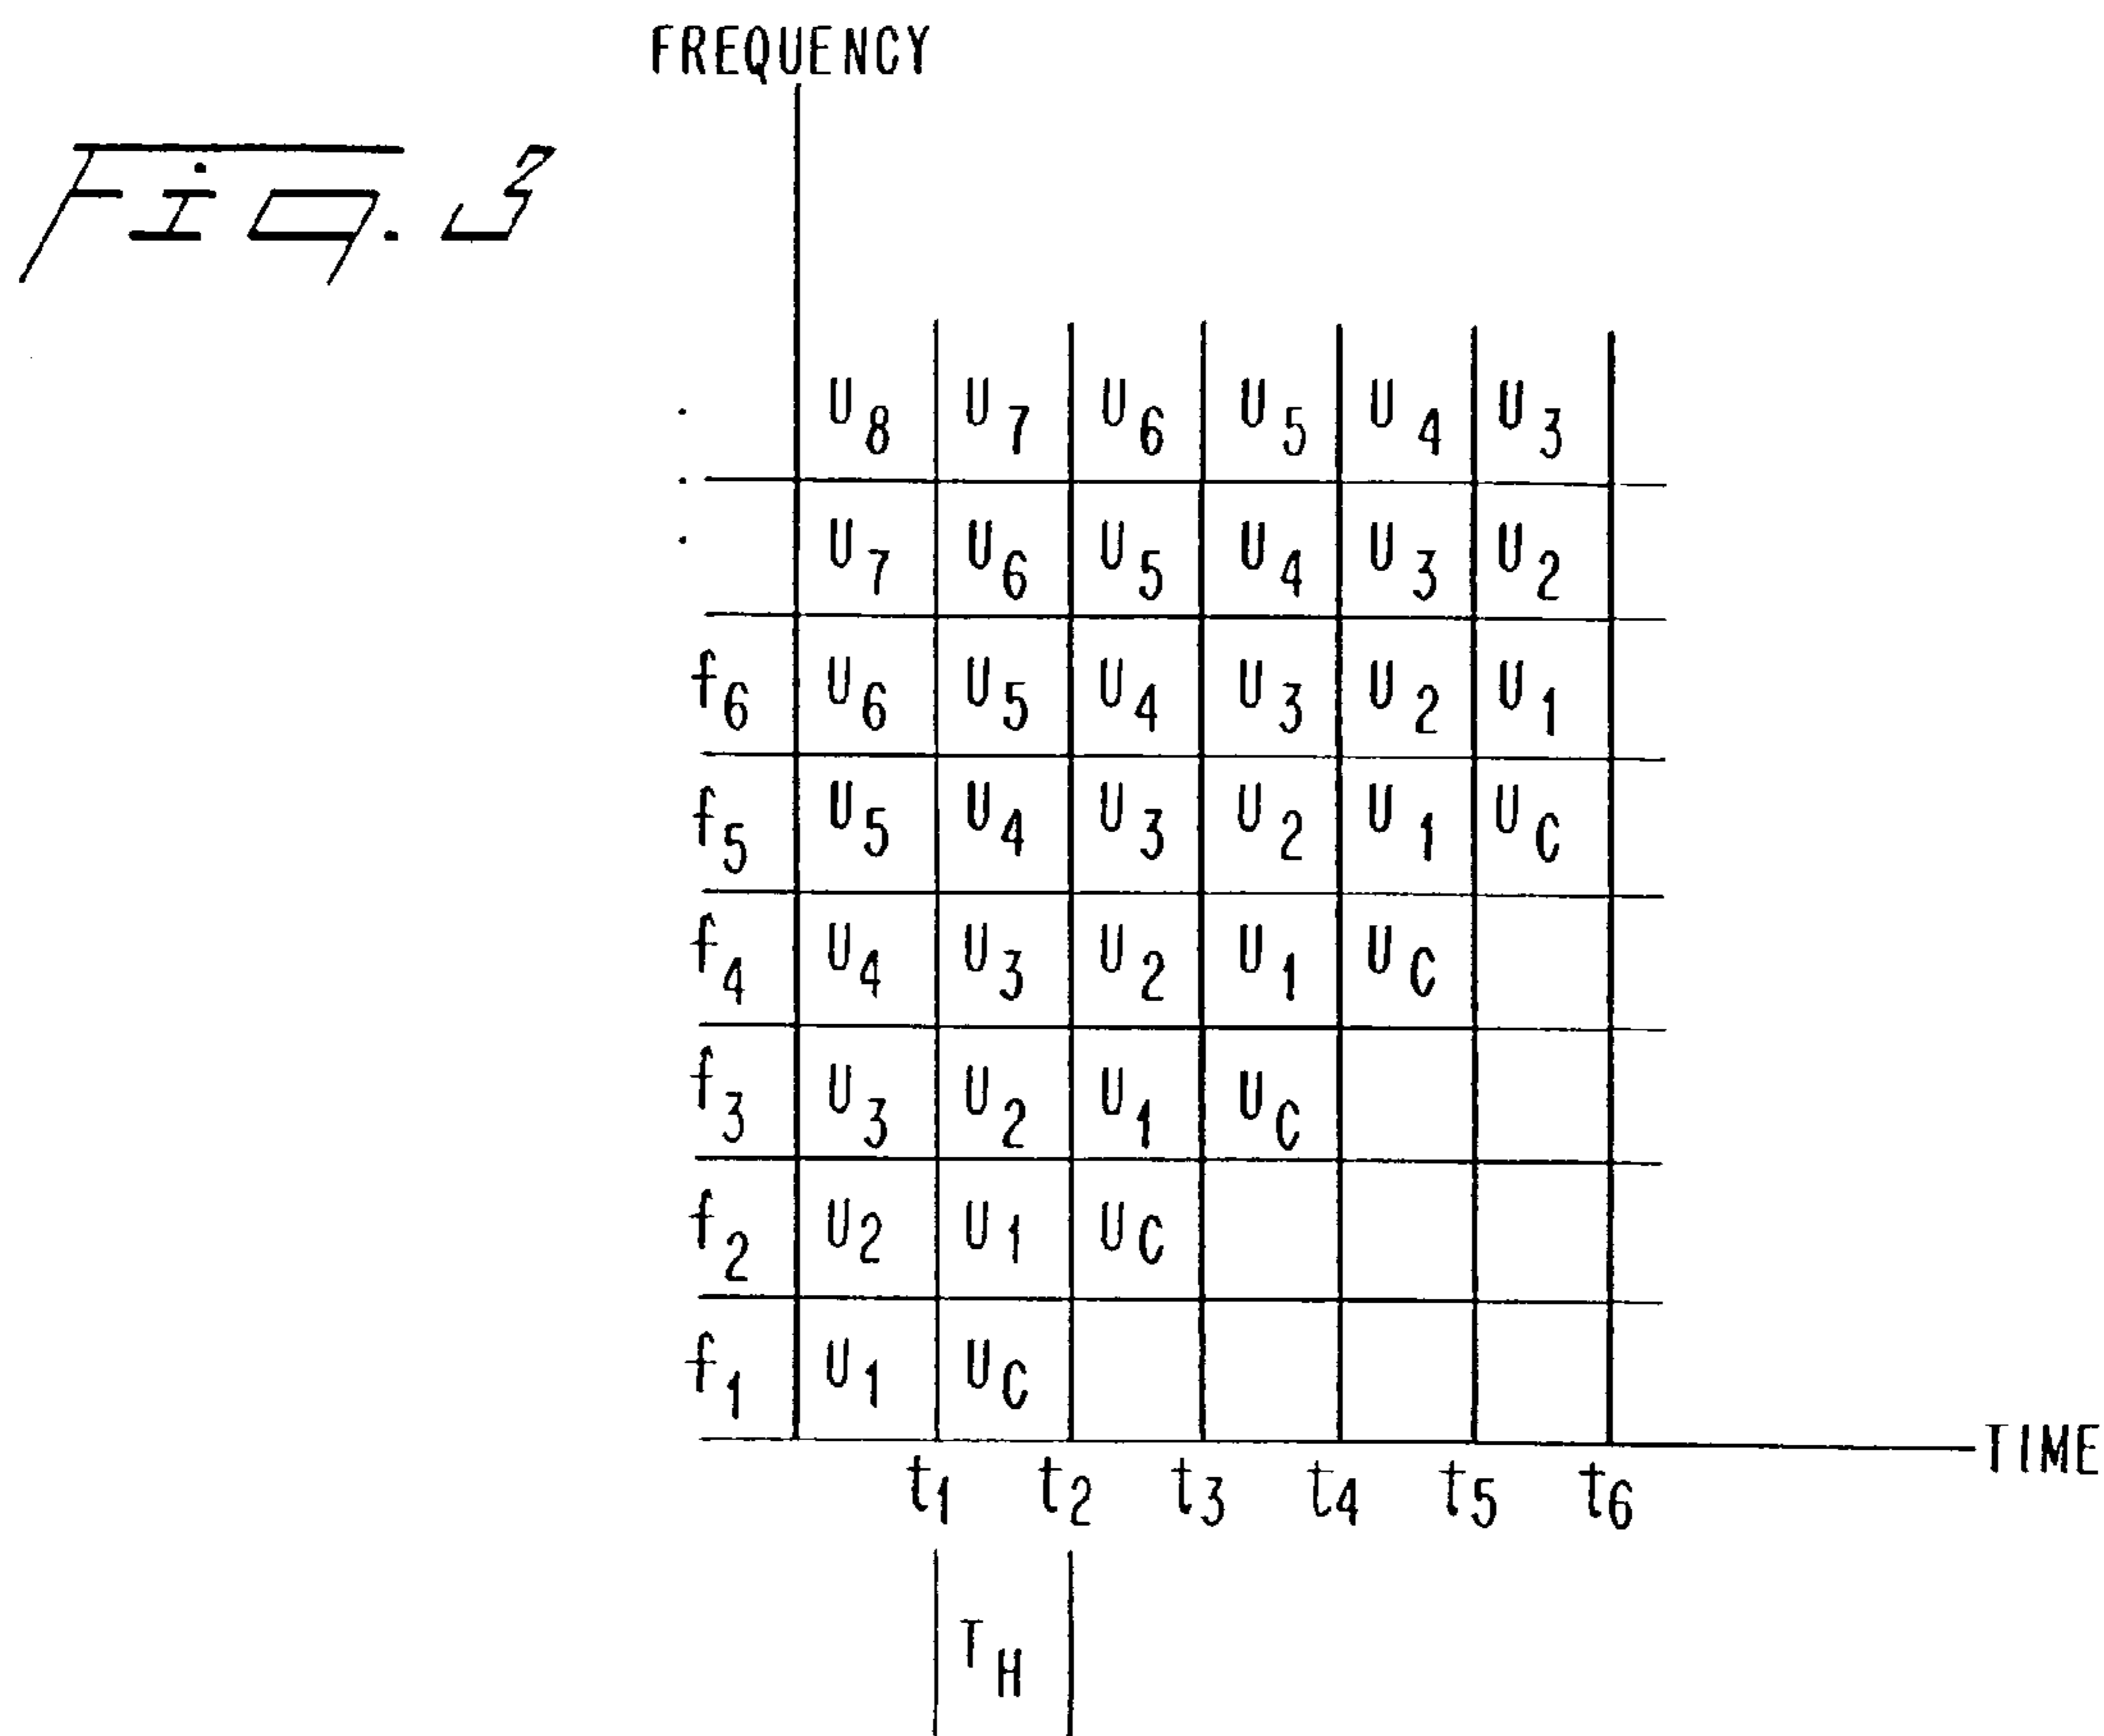 FREQUENCY
Fig. 3
. U8 U7 U6 U5 U4 U3
.
. U7 U6 U5 U4 U3 U2
f6 U6 U5 U4 U3 U2 U1
f5 U5 U4 U3 U2 U1 UC
f4 U4 U3 U2 U1 UC
f3 U3 U2 U1 UC
f2 U2 U1 UC
f1 U1 UC
TIME
t1 t2 t3 t4 t5 t6
TH